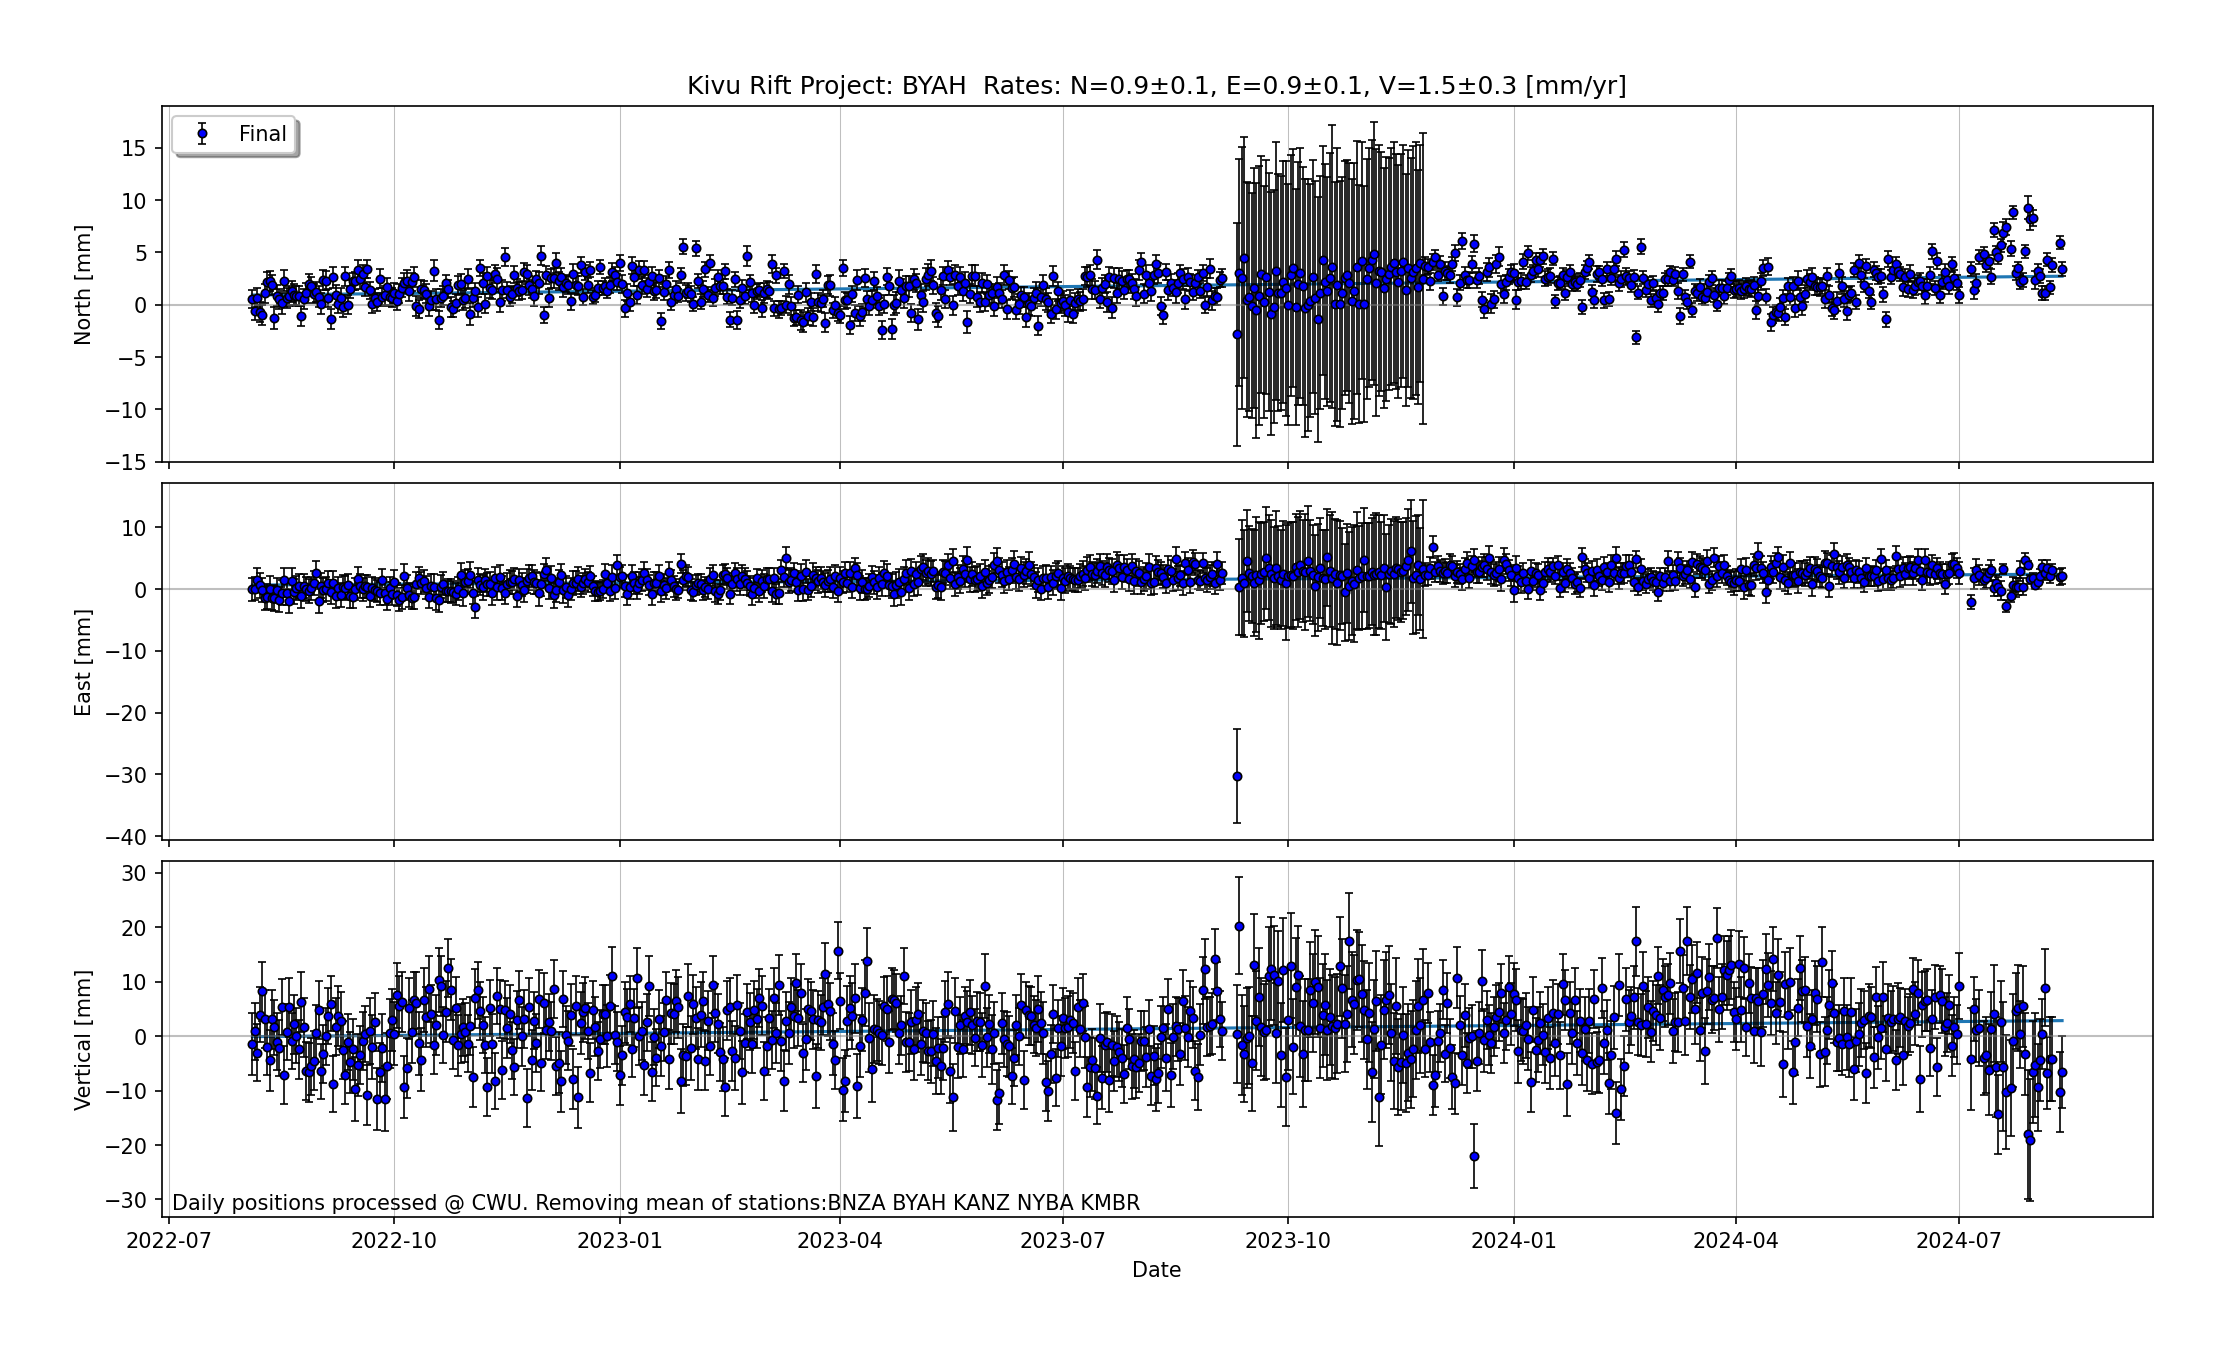 Kivu Rift Project: BYAH  Rates: N=0.9±0.1, E=0.9±0.1, V=1.5±0.3 [mm/yr]
Final
North [mm]
15
10
5
0
−5
−10
−15
East [mm]
10
0
−10
−20
−30
−40
Vertical [mm]
30
20
10
0
−10
−20
−30
Daily positions processed @ CWU. Removing mean of stations:BNZA BYAH KANZ NYBA KMBR
2022-07 2022-10 2023-01 2023-04 2023-07 2023-10 2024-01 2024-04 2024-07
Date